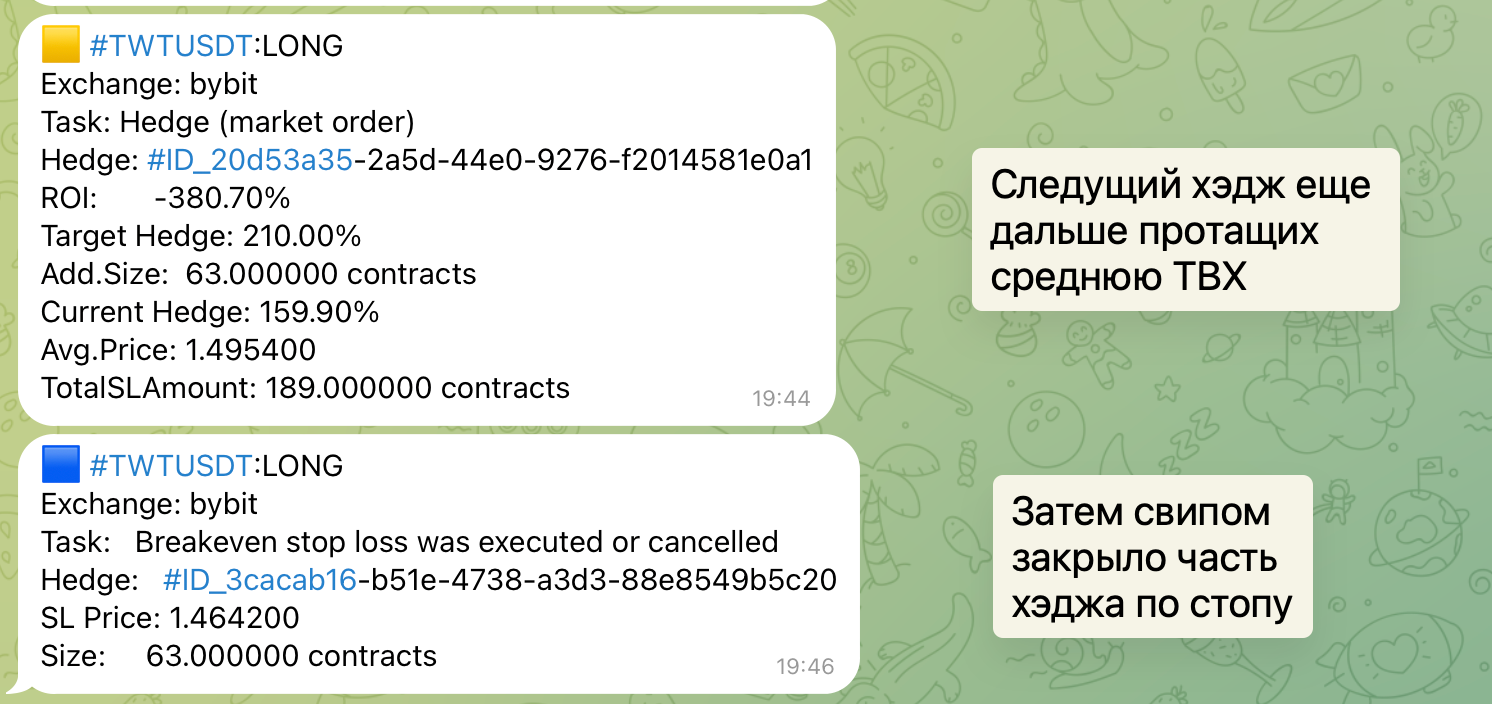 #TWTUSDT:LONG
Exchange: bybit
Task: Hedge (market order)
Hedge: #ID_20d53a35-2a5d-44e0-9276-f2014581e0a1
ROI: -380.70%
Target Hedge: 210.00%
Add.Size: 63.000000 contracts
Current Hedge: 159.90%
Avg.Price: 1.495400
TotalSLAmount: 189.000000 contracts
19:44
Следущий хэдж еще
дальше протащих
среднюю ТВХ
#TWTUSDT:LONG
Exchange: bybit
Task: Breakeven stop loss was executed or cancelled
Hedge: #ID_3cacab16-b51e-4738-a3d3-88e8549b5c20
SL Price: 1.464200
Size: 63.000000 contracts
19:46
Затем свипом
закрыло часть
хэджа по стопу